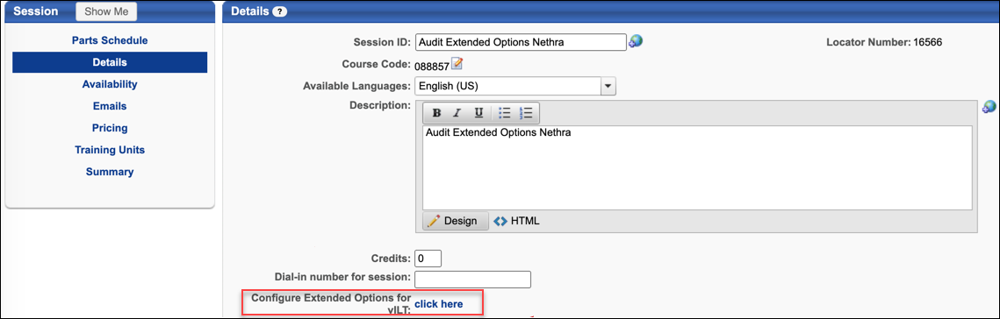 Session Show Me
Parts Schedule
Details
Availability
Emails
Pricing
Training Units
Summary
Details ?
Session ID: Audit Extended Options Nethra Locator Number: 16566
Course Code: 088857
Available Languages: English (US)
Description:
B I U
Audit Extended Options Nethra
Design HTML
Credits: 0
Dial-in number for session:
Configure Extended Options for
vILT: click here